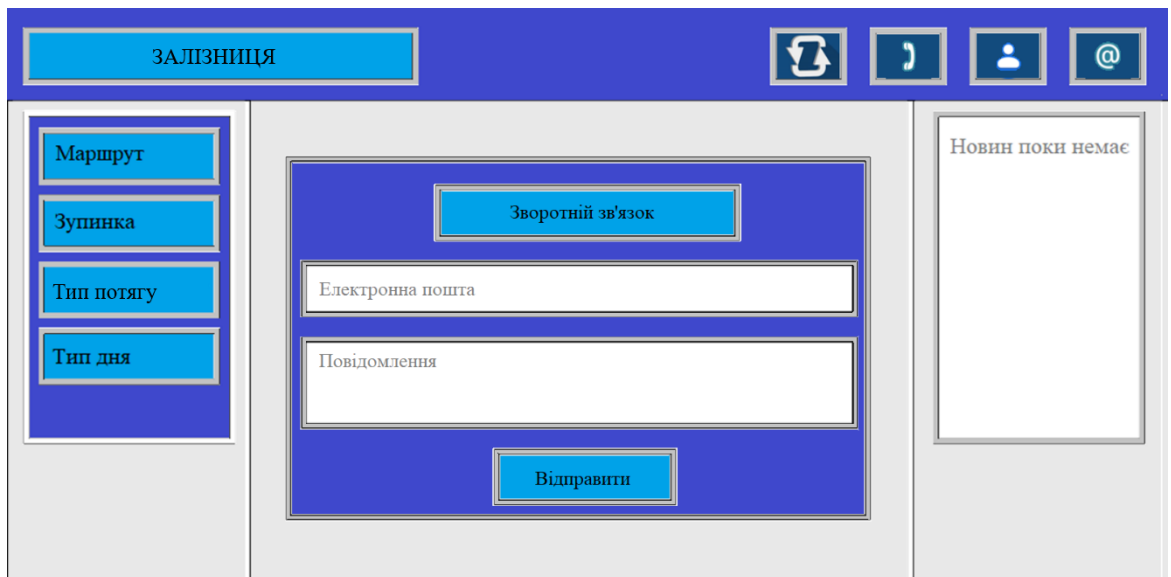 ЗАЛІЗНИЦЯ
@
Маршрут
Зупинка
Тип потягу
Тип дня
Зворотній зв'язок
Електронна пошта
Повідомлення
Відправити
Новин поки немає